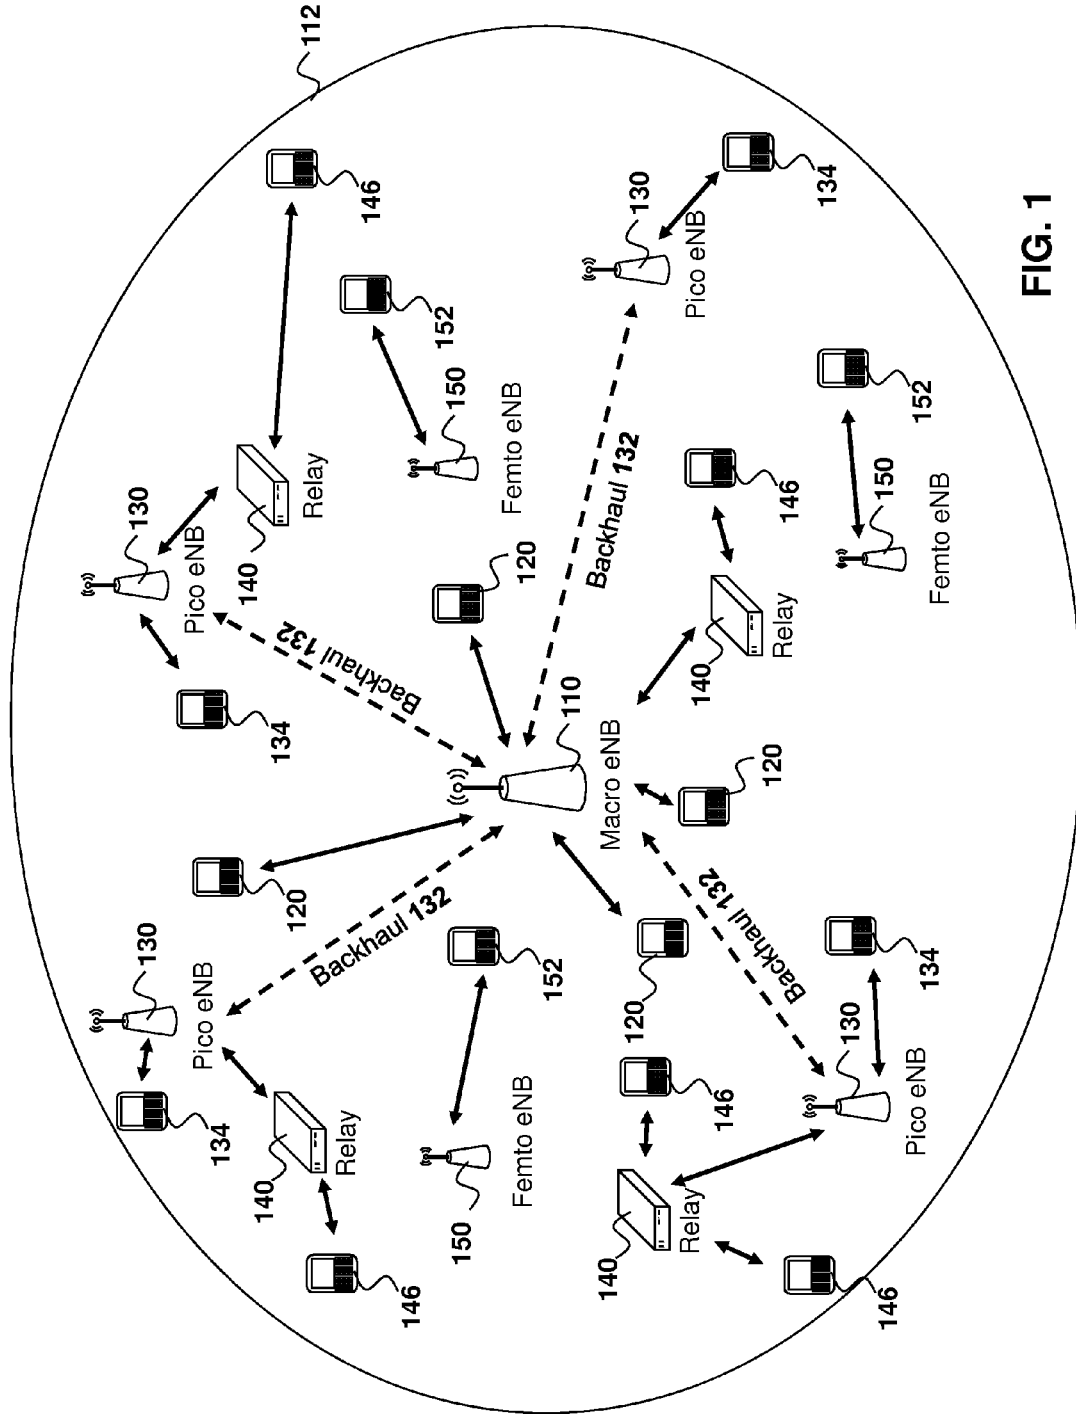 112
130
130
Pico eNB
Pico eNB
134
140
140
134
120
Relay
Relay
Backhaul 132
Backhaul 132
146
146
152
150
150
Femto eNB
Femto eNB
120
152
110
140
Macro eNB
Backhaul 132
120
130
Relay
Pico eNB
140
146
Backhaul 132
120
Relay
146
134
130
150
146
Pico eNB
152
134
Femto eNB
FIG. 1